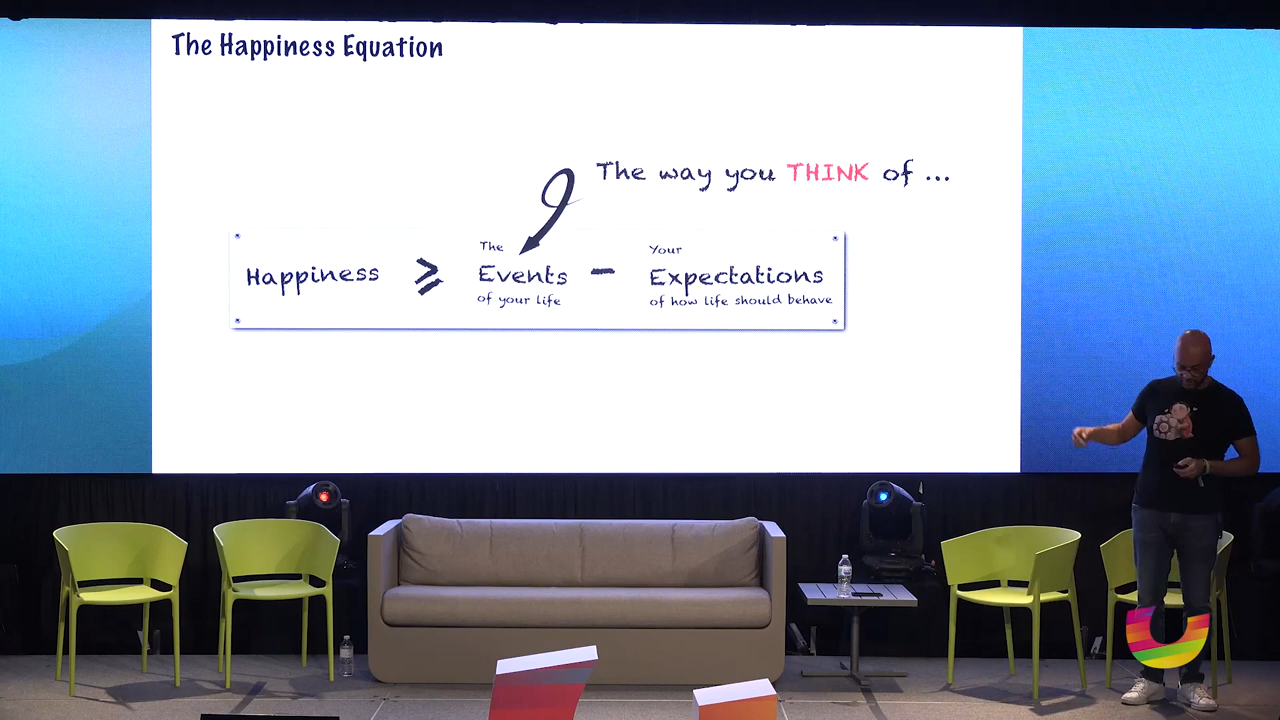 The Happiness Equation
The way you THINK of ...
The
Your
Happiness ≥ Events - Expectations
of your life
of how life should behave